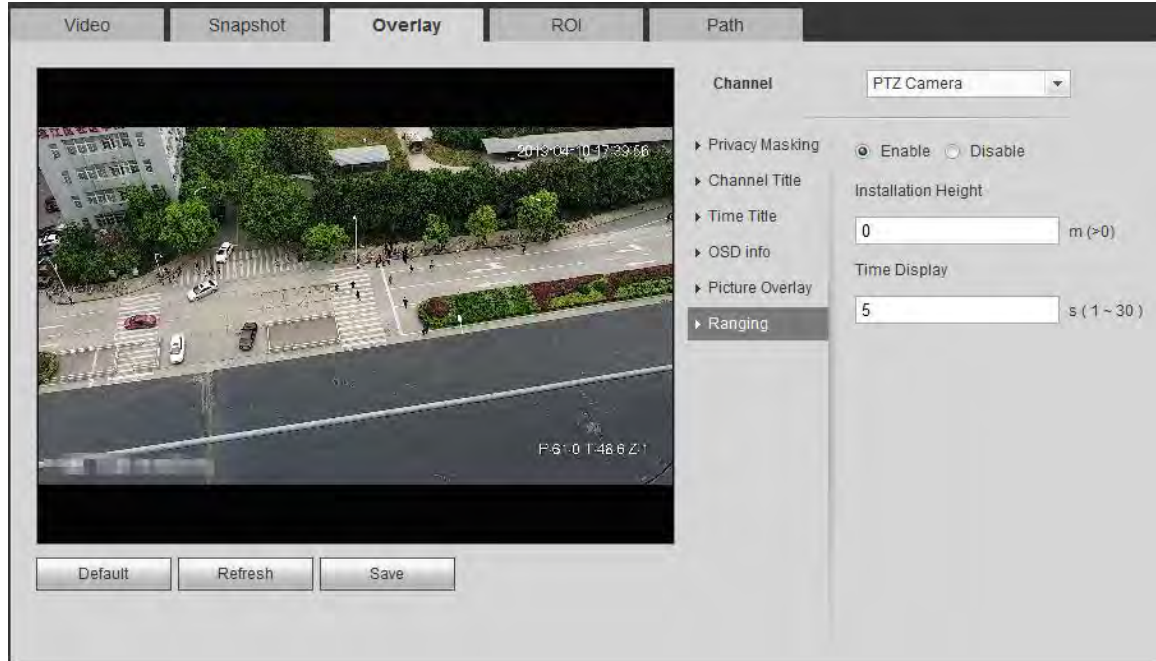 Video
Snapshot
Overlay
ROI
Path
Channel
PTZ Camera
Privacy Masking
Channel Title
Time Title
OSD info
Picture Overlay
Ranging
Enable
Disable
Installation Height
0
m (>0)
Time Display
5
s ( 1 ~ 30 )
Default
Refresh
Save